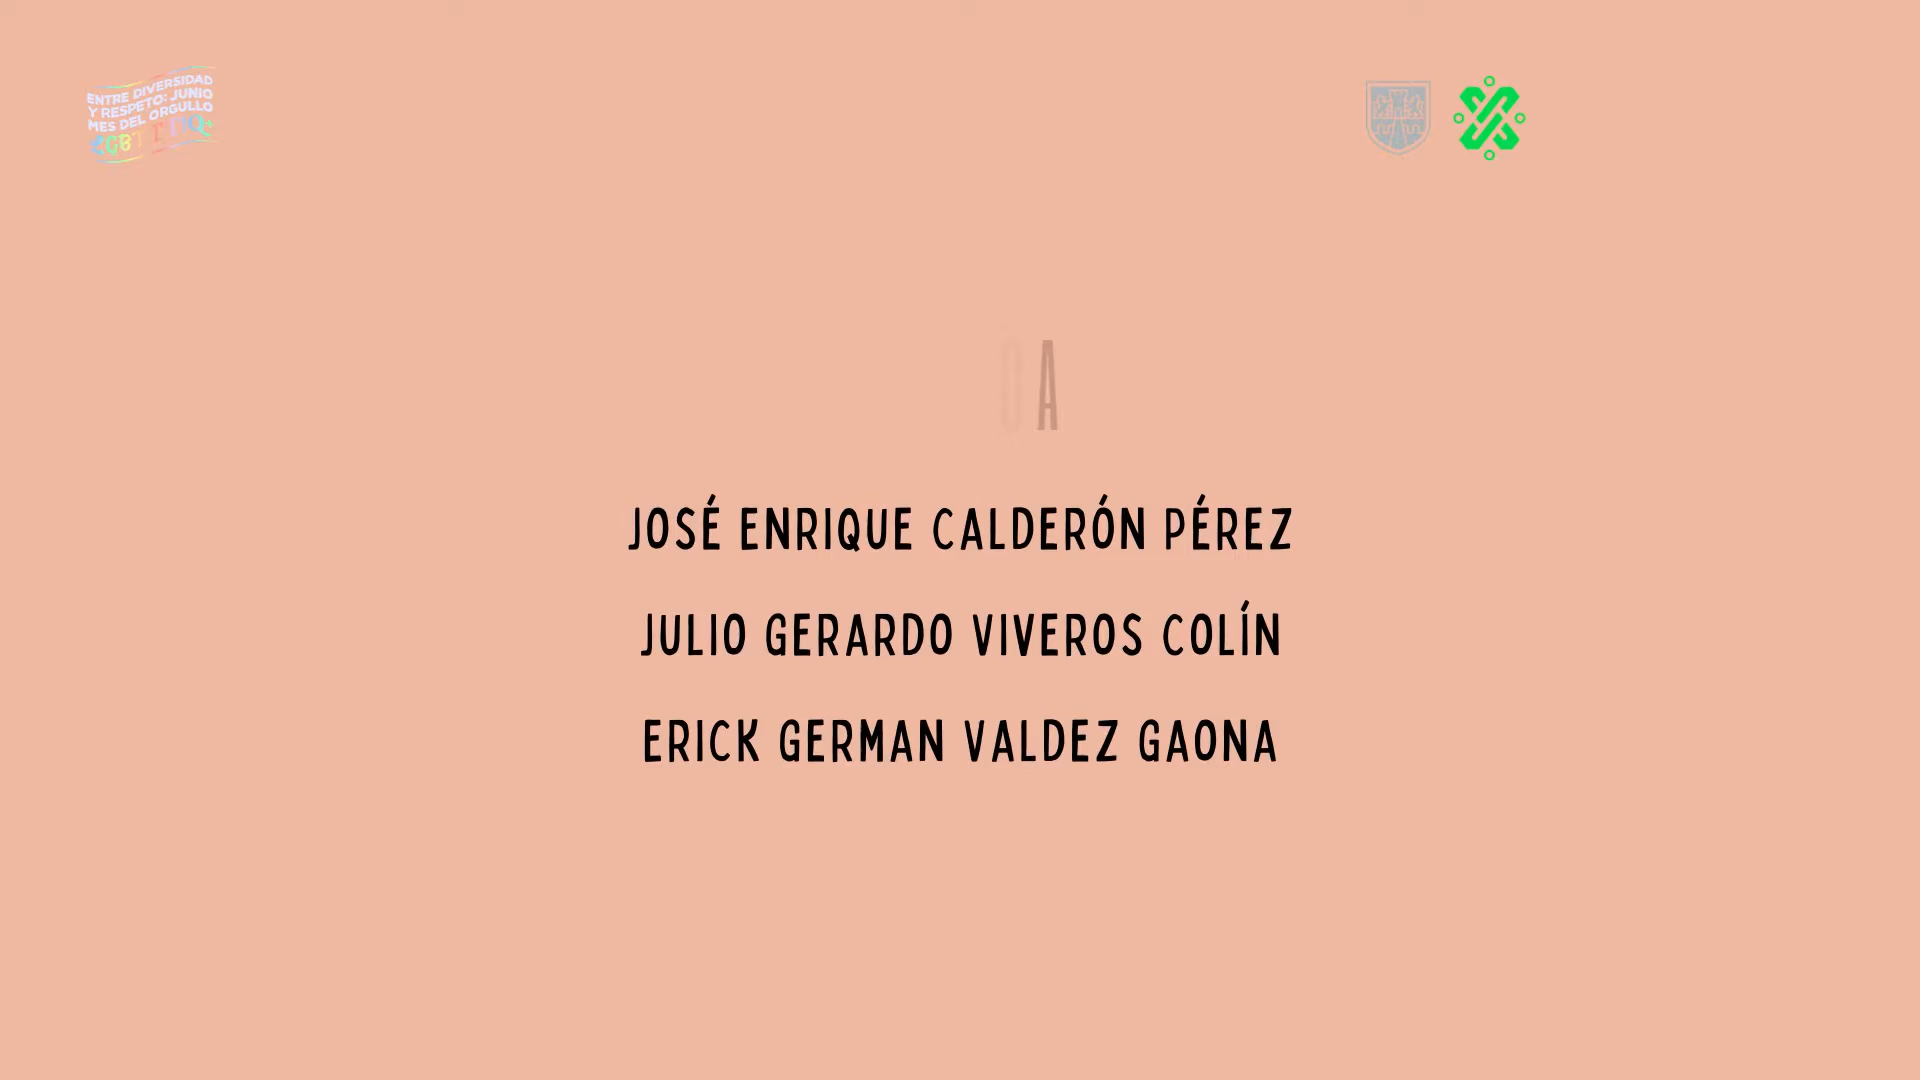 ENTRE DIVERSIDAD
Y RESPETO: JUNIO
MES DEL ORGULLO
JOSÉ ENRIQUE CALDERÓN PÉREZ
JULIO GERARDO VIVEROS COLÍN
ERICK GERMAN VALDEZ GAONA